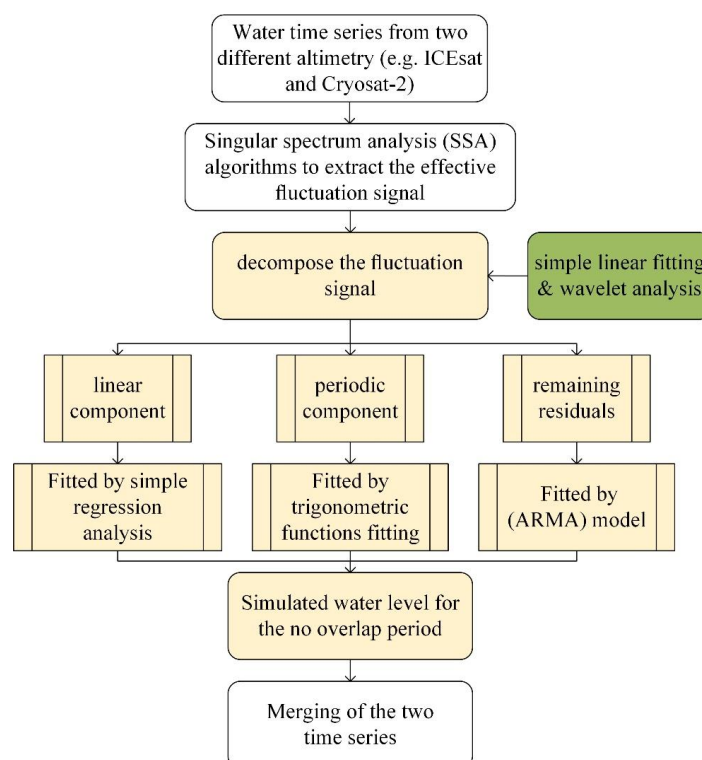 Water time series from two
different altimetry (e.g. ICEsat
and Cryosat-2)
Singular spectrum analysis (SSA)
algorithms to extract the effective
fluctuation signal
decompose the fluctuation
signal
simple linear fitting
& wavelet analysis
linear
component
periodic
component
remaining
residuals
Fitted by simple
regression
analysis
Fitted by
trigonometric
functions fitting
Fitted by
(ARMA) model
Simulated water level for
the no overlap period
Merging of the two
time series